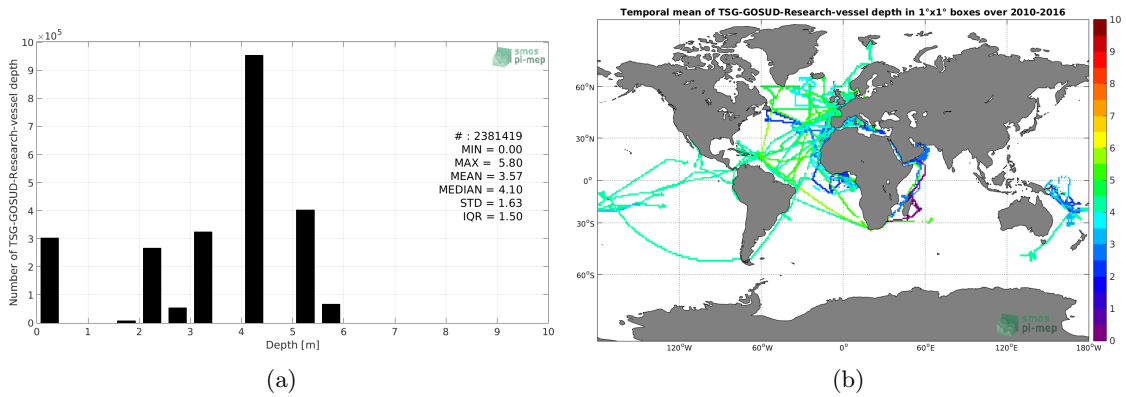 Number of TSG-GOSUD-Research-vessel depth
×10⁵
10
9
8
7
6
5
4
3
2
1
0
0 1 2 3 4 5 6 7 8 9 10
Depth [m]
smos
pi-mep
# : 2381419
MIN = 0.00
MAX = 5.80
MEAN = 3.57
MEDIAN = 4.10
STD = 1.63
IQR = 1.50
(a)
Temporal mean of TSG-GOSUD-Research-vessel depth in 1°x1° boxes over 2010-2016
60°N
30°N
0°
30°S
60°S
120°W 60°W 0° 60°E 120°E 180°W
smos
pi-mep
10
9
8
7
6
5
4
3
2
1
0
(b)